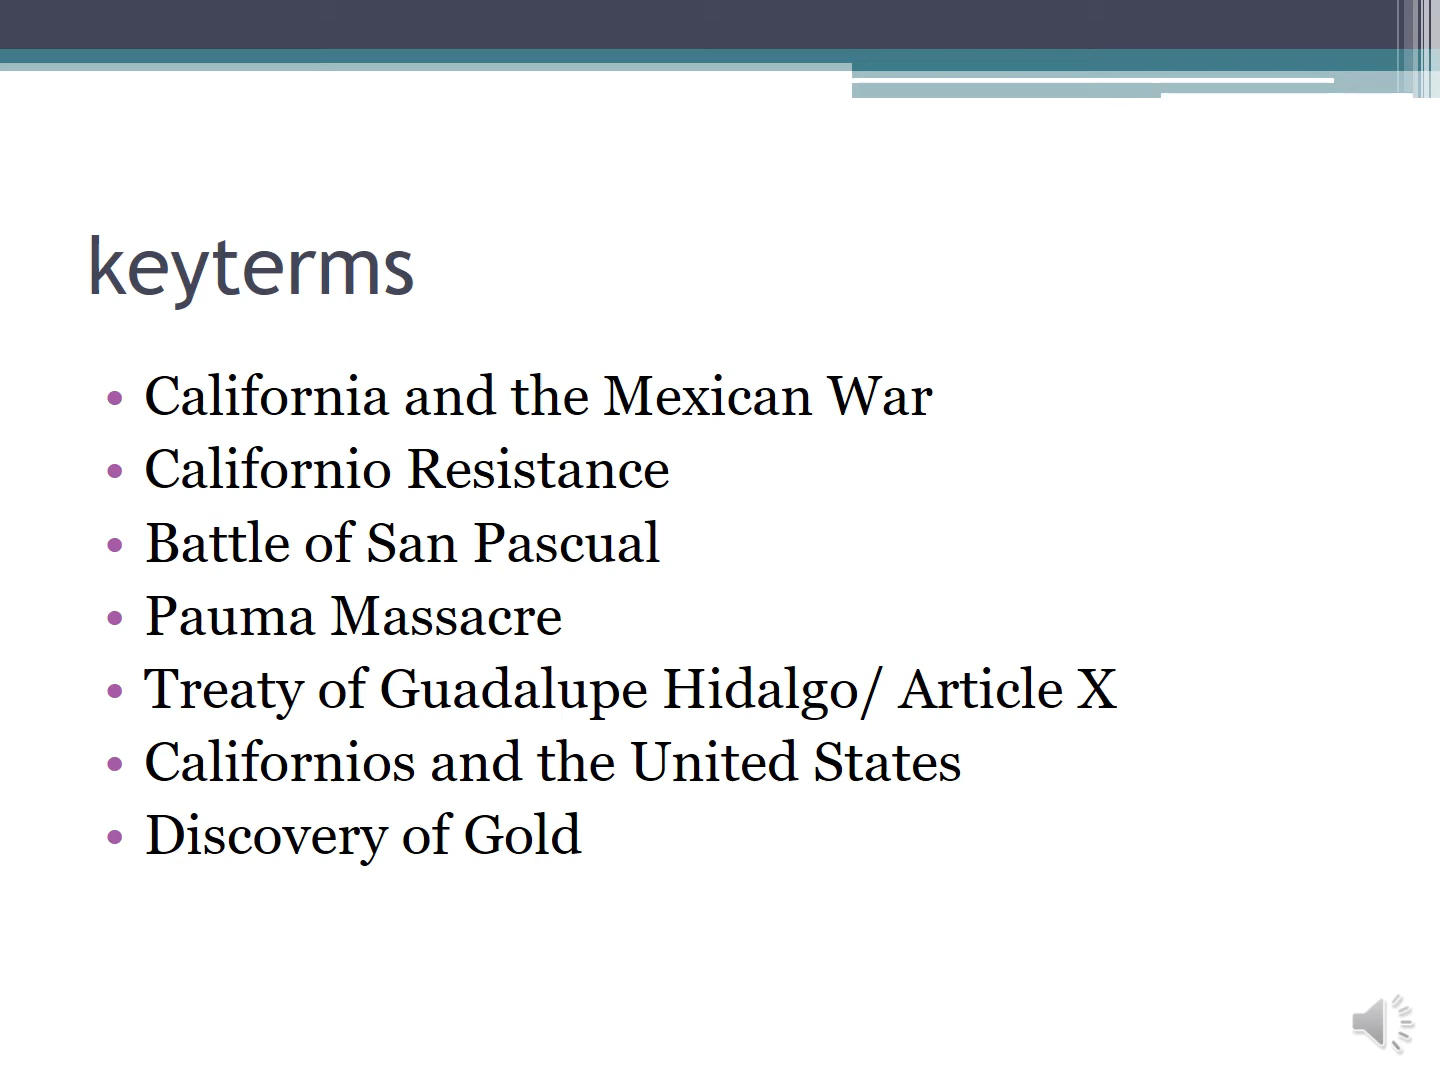 keyterms
• California and the Mexican War
• Californio Resistance
• Battle of San Pascual
• Pauma Massacre
• Treaty of Guadalupe Hidalgo/ Article X
• Californios and the United States
• Discovery of Gold